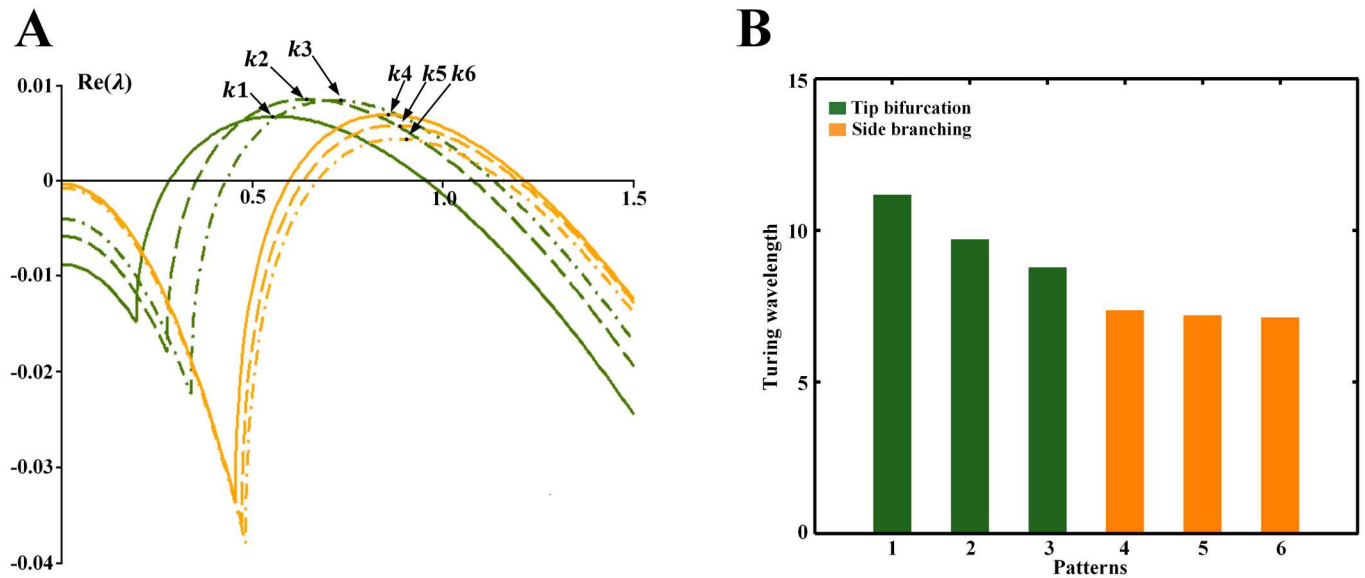 A
Re(λ)
k1
k2
k3
k4
k5
k6
0.01
0
-0.01
-0.02
-0.03
-0.04
0.5
1.0
1.5
B
Tip bifurcation
Side branching
Turing wavelength
15
10
5
0
1 2 3 4 5 6
Patterns